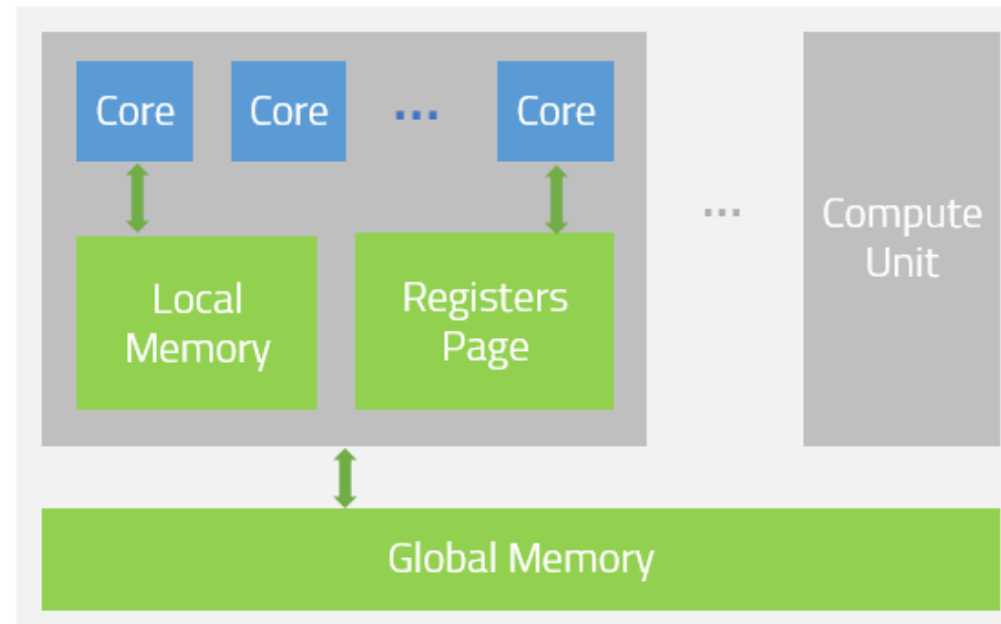 Core
Core
...
Core
...
Compute
Unit
Local
Memory
Registers
Page
Global Memory